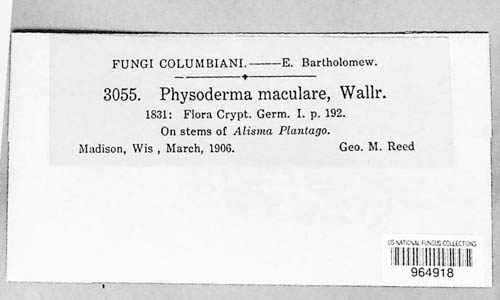 FUNGI COLUMBIANI.——E. Bartholomew.
3055. Physoderma maculare, Wallr.
1831: Flora Crypt. Germ. I. p. 192.
On stems of Alisma Plantago.
Madison, Wis , March, 1906. Geo. M. Reed
US NATIONAL FUNGUS COLLECTIONS
964918